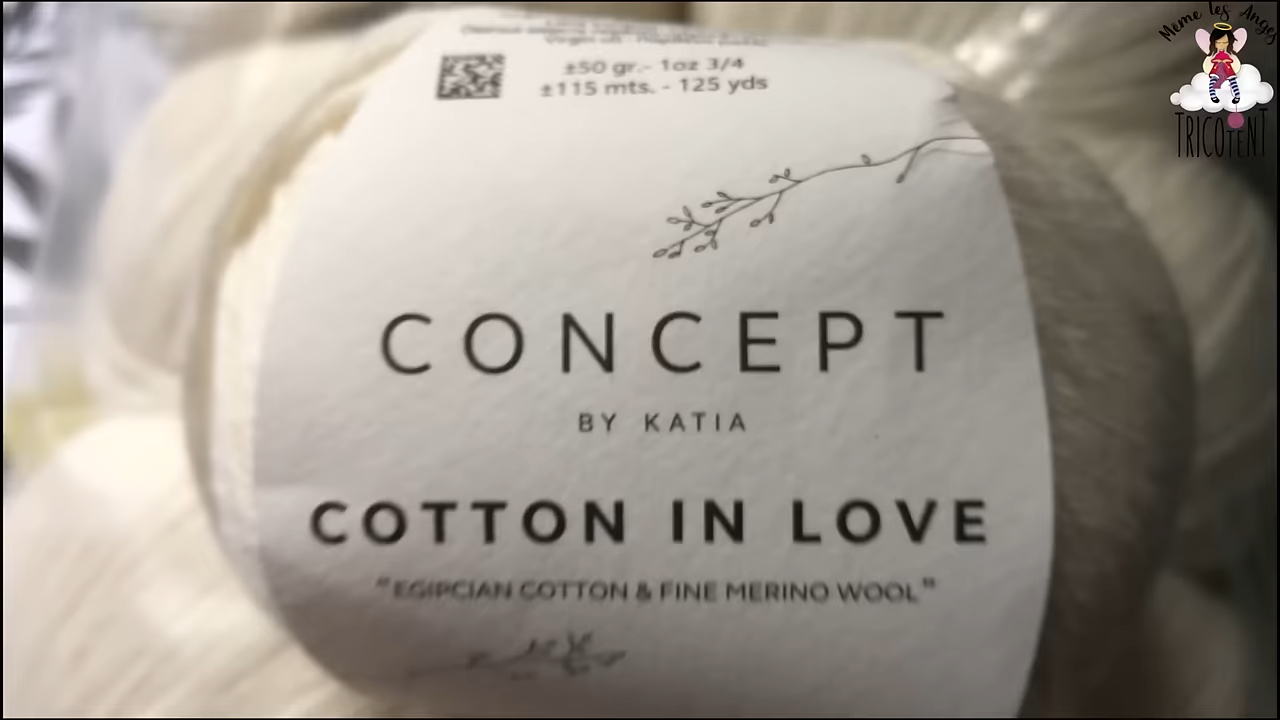 Même les Anges
TRICOTENT
±50 gr.- 1oz 3/4
±115 mts. - 125 yds
CONCEPT
BY KATIA
COTTON IN LOVE
"EGIPCIAN COTTON & FINE MERINO WOOL"